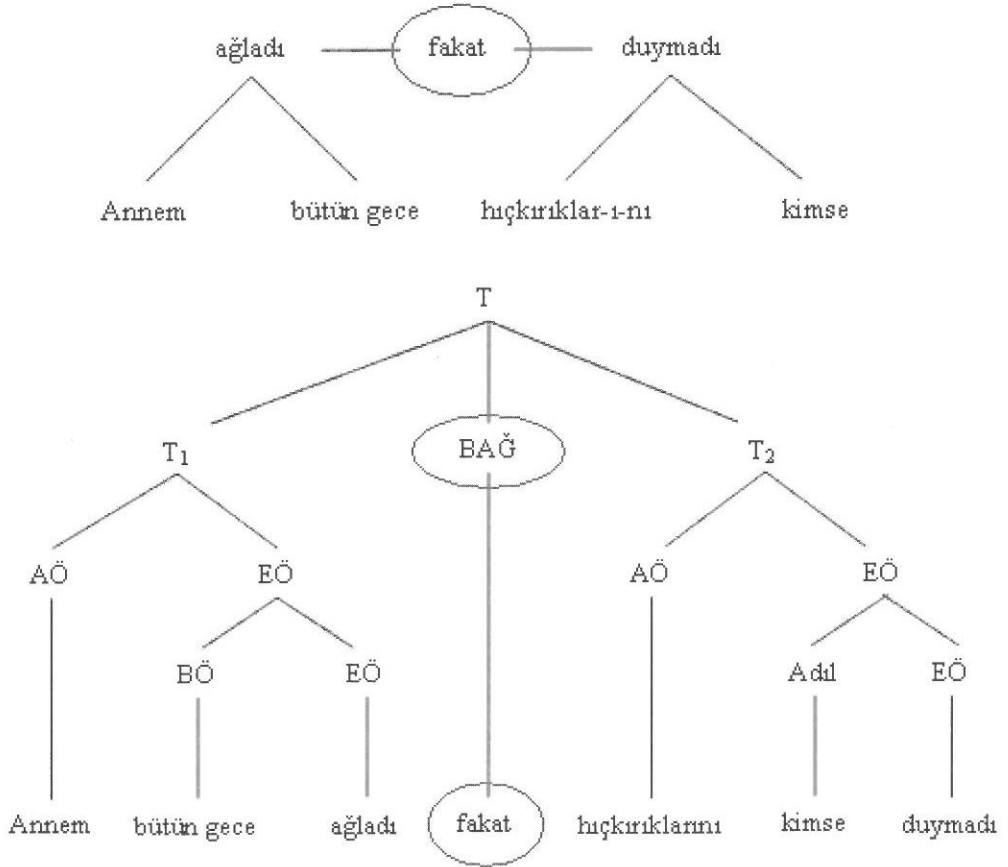 ağladı fakat duymadı
Annem bütün gece hıçkırıklar-ı-nı kimse
T
T₁ BAĞ T₂
AÖ EÖ AÖ EÖ
BÖ EÖ Adıl EÖ
Annem bütün gece ağladı fakat hıçkırıklarını kimse duymadı